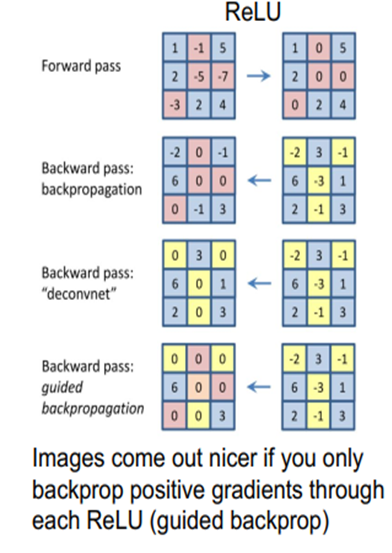 ReLU
Forward pass
1 -1 5
2 -5 -7
-3 2 4
1 0 5
2 0 0
0 2 4
Backward pass:
backpropagation
-2 0 -1
6 0 0
0 -1 3
-2 3 -1
6 -3 1
2 -1 3
Backward pass:
“deconvnet”
0 3 0
6 0 1
2 0 3
-2 3 -1
6 -3 1
2 -1 3
Backward pass:
guided
backpropagation
0 0 0
6 0 0
0 0 3
-2 3 -1
6 -3 1
2 -1 3
Images come out nicer if you only
backprop positive gradients through
each ReLU (guided backprop)